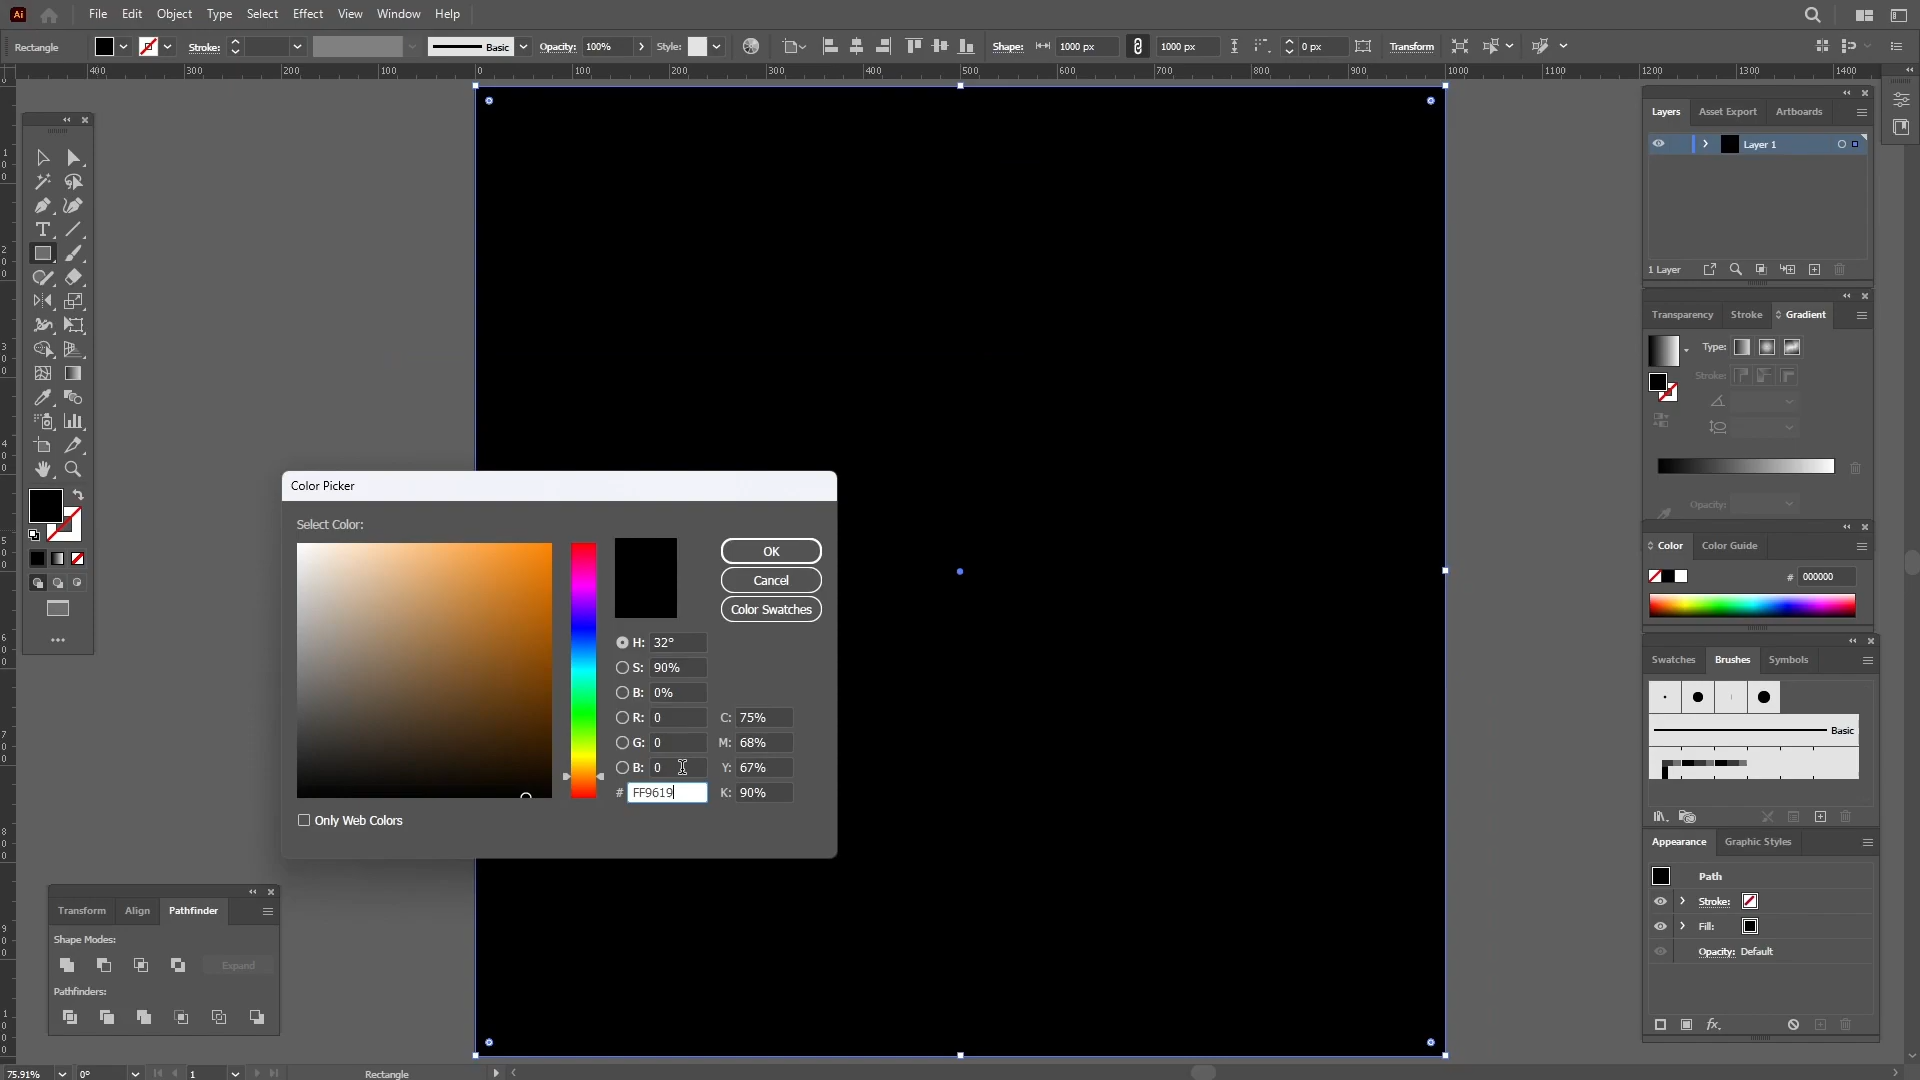 Ai File Edit Object Type Select Effect View Window Help
Rectangle Stroke: Basic Opacity: 100% Style: Shape: 1000 px 1000 px 0 px Transform
400 300 200 100 0 100 200 300 400 500 600 700 800 900 1000 1100 1200 1300 1400
Layers Asset Export Artboards
Layer 1
1 Layer
Transparency Stroke Gradient
Type:
Stroke:
Opacity:
Color Color Guide
# 000000
Swatches Brushes Symbols
Basic
Appearance Graphic Styles
Path
Stroke:
Fill:
Opacity: Default
fx.
Color Picker
Select Color:
OK
Cancel
Color Swatches
H: 32°
S: 90%
B: 0%
R: 0 C: 75%
G: 0 M: 68%
B: 0 Y: 67%
# FF9619 K: 90%
Only Web Colors
Transform Align Pathfinder
Shape Modes:
Expand
Pathfinders:
75.91% 0° 1 Rectangle